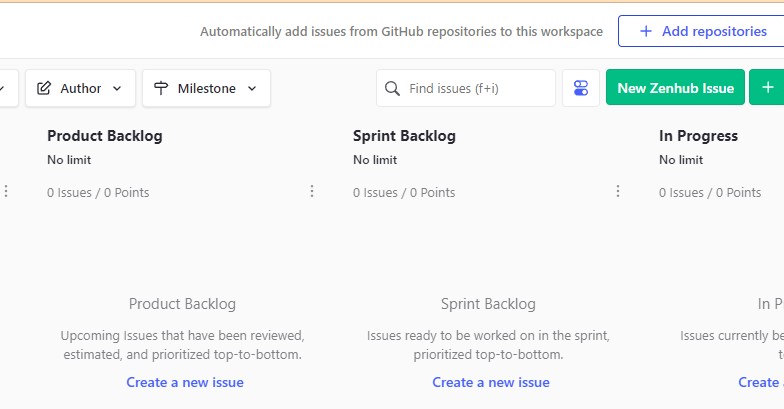 Automatically add issues from GitHub repositories to this workspace
+ Add repositories
Author
Milestone
Find issues (f+i)
New Zenhub Issue
+
Product Backlog
No limit
0 Issues / 0 Points
Sprint Backlog
No limit
0 Issues / 0 Points
In Progress
No limit
0 Issues / 0 Points
Product Backlog
Upcoming Issues that have been reviewed,
estimated, and prioritized top-to-bottom.
Create a new issue
Sprint Backlog
Issues ready to be worked on in the sprint,
prioritized top-to-bottom.
Create a new issue
In P
Issues currently be
t
Create a